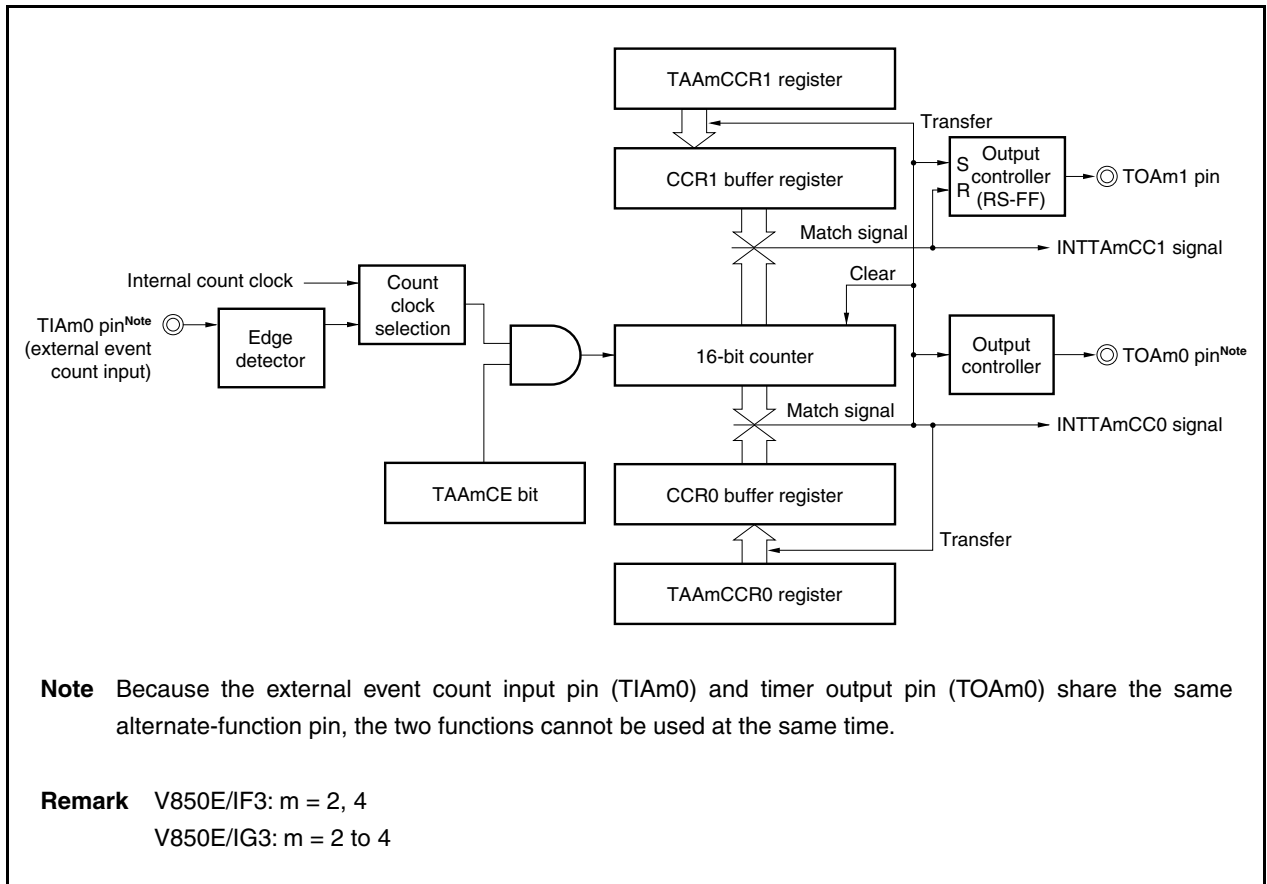 TAAmCCR1 register
Transfer
CCR1 buffer register
S
R
Output
controller
(RS-FF)
TOAm1 pin
Match signal
INTTAmCC1 signal
Internal count clock
Count
clock
selection
Clear
TIAm0 pinNote
(external event
count input)
Edge
detector
16-bit counter
Output
controller
TOAm0 pinNote
Match signal
INTTAmCC0 signal
TAAmCE bit
CCR0 buffer register
Transfer
TAAmCCR0 register
Note Because the external event count input pin (TIAm0) and timer output pin (TOAm0) share the same
alternate-function pin, the two functions cannot be used at the same time.
Remark V850E/IF3: m = 2, 4
V850E/IG3: m = 2 to 4